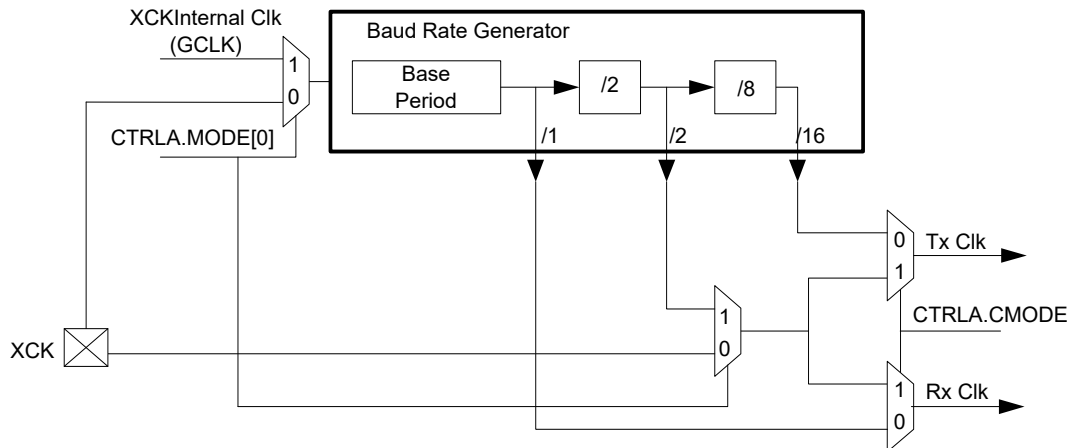 XCKInternal Clk
(GCLK)
Baud Rate Generator
1
0
Base
Period
/2
/8
CTRLA.MODE[0]
/1
/2
/16
0
1
Tx Clk
1
0
CTRLA.CMODE
XCK
1
0
Rx Clk